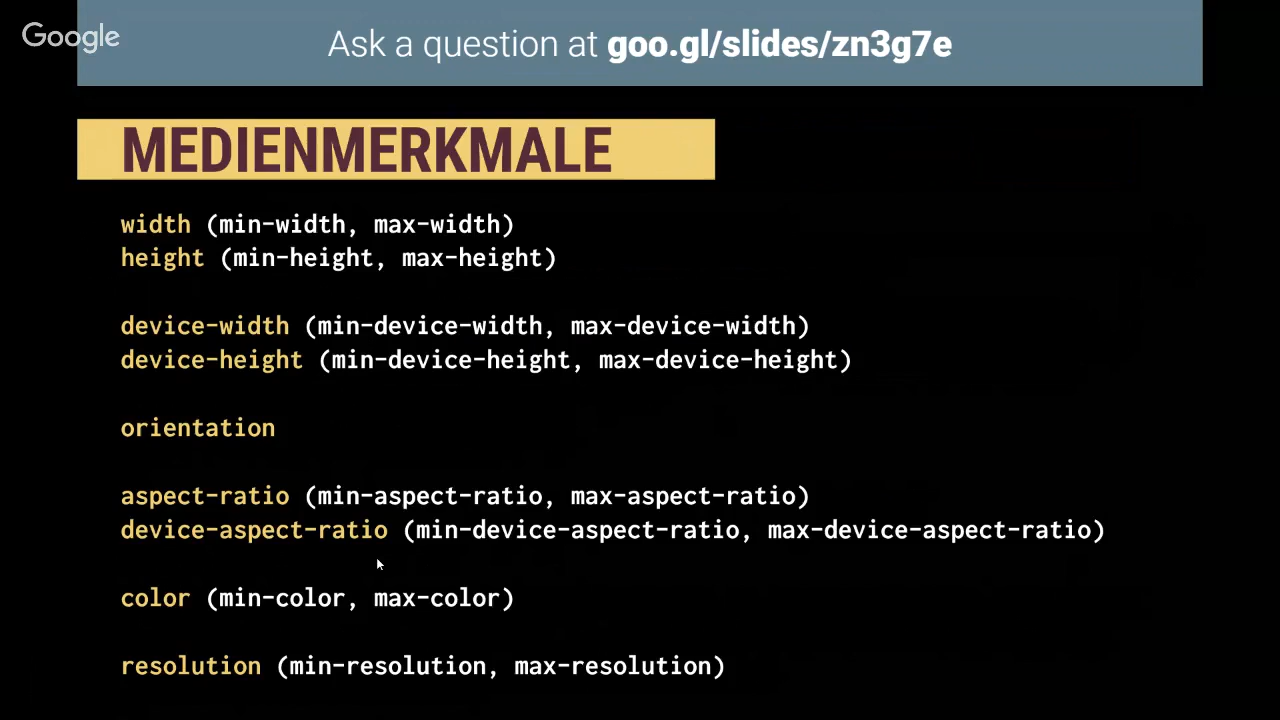 Google
Ask a question at goo.gl/slides/zn3g7e
MEDIENMERKMALE
width (min-width, max-width)
height (min-height, max-height)
device-width (min-device-width, max-device-width)
device-height (min-device-height, max-device-height)
orientation
aspect-ratio (min-aspect-ratio, max-aspect-ratio)
device-aspect-ratio (min-device-aspect-ratio, max-device-aspect-ratio)
color (min-color, max-color)
resolution (min-resolution, max-resolution)